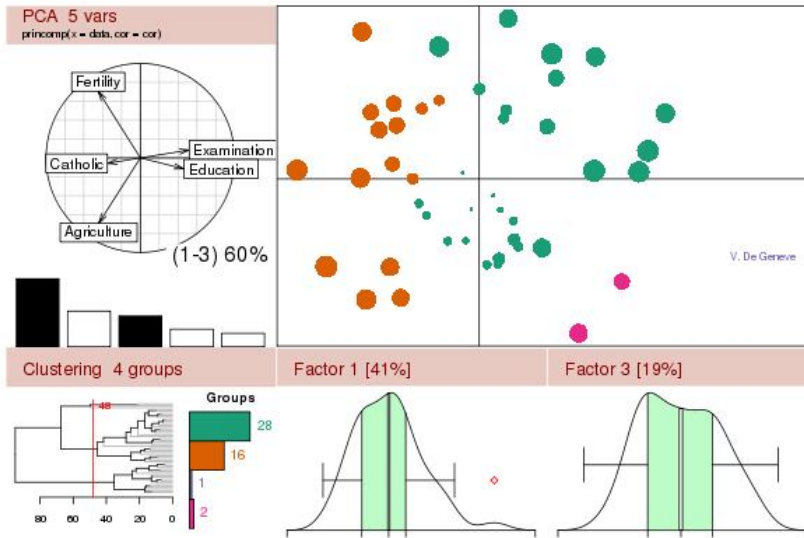 PCA 5 vars
princomp(x = data, cor = cor)
Fertility
Catholic
Examination
Education
Agriculture
(1-3) 60%
V. De Geneve
Clustering 4 groups
Factor 1 [41%]
Factor 3 [19%]
Groups
48
28
16
1
2
80 60 40 20 0